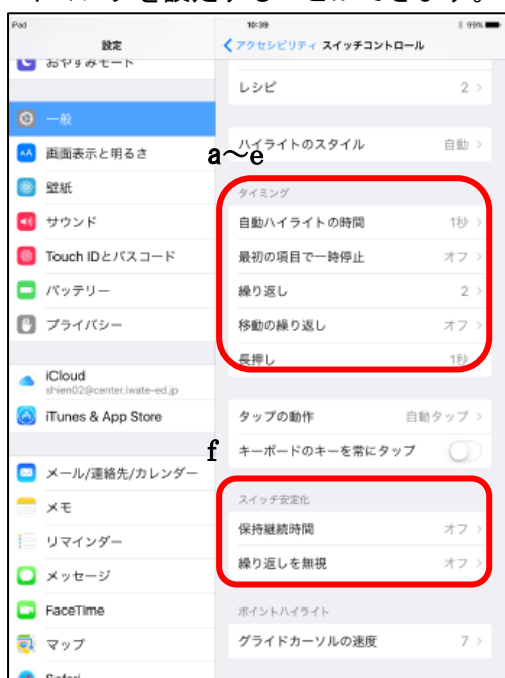 iPad 10:39 99%
設定
アクセシビリティ スイッチコントロール
おやすみモード
一般
画面表示と明るさ
壁紙
サウンド
Touch IDとパスコード
バッテリー
プライバシー
iCloud
shien02@center.iwate-ed.jp
iTunes & App Store
メール/連絡先/カレンダー
メモ
リマインダー
メッセージ
FaceTime
マップ
Safari
レシピ 2
ハイライトのスタイル 自動
a～e
タイミング
自動ハイライトの時間 1秒
最初の項目で一時停止 オフ
繰り返し 2
移動の繰り返し オフ
長押し 1秒
タップの動作 自動タップ
キーボードのキーを常にタップ
f
スイッチ安定化
保持継続時間 オフ
繰り返しを無視 オフ
ポイントハイライト
グライドカーソルの速度 7